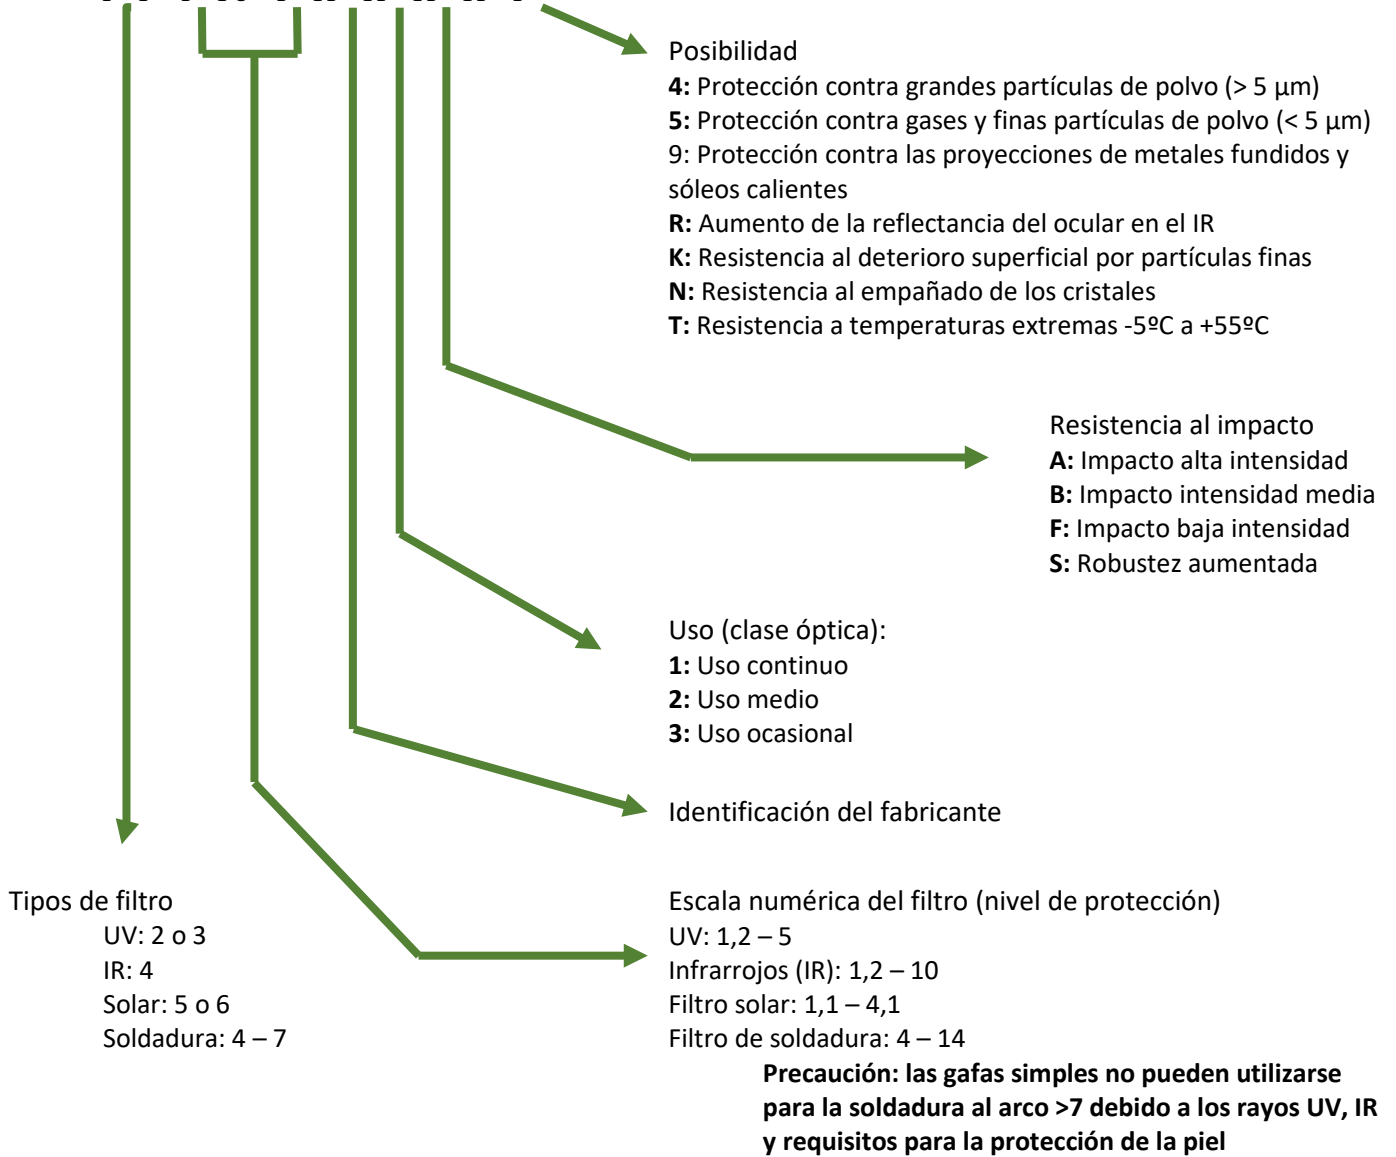 Posibilidad
4: Protección contra grandes partículas de polvo (> 5 µm)
5: Protección contra gases y finas partículas de polvo (< 5 µm)
9: Protección contra las proyecciones de metales fundidos y
sóleos calientes
R: Aumento de la reflectancia del ocular en el IR
K: Resistencia al deterioro superficial por partículas finas
N: Resistencia al empañado de los cristales
T: Resistencia a temperaturas extremas -5ºC a +55ºC
Resistencia al impacto
A: Impacto alta intensidad
B: Impacto intensidad media
F: Impacto baja intensidad
S: Robustez aumentada
Uso (clase óptica):
1: Uso continuo
2: Uso medio
3: Uso ocasional
Identificación del fabricante
Tipos de filtro
UV: 2 o 3
IR: 4
Solar: 5 o 6
Soldadura: 4 – 7
Escala numérica del filtro (nivel de protección)
UV: 1,2 – 5
Infrarrojos (IR): 1,2 – 10
Filtro solar: 1,1 – 4,1
Filtro de soldadura: 4 – 14
Precaución: las gafas simples no pueden utilizarse
para la soldadura al arco >7 debido a los rayos UV, IR
y requisitos para la protección de la piel